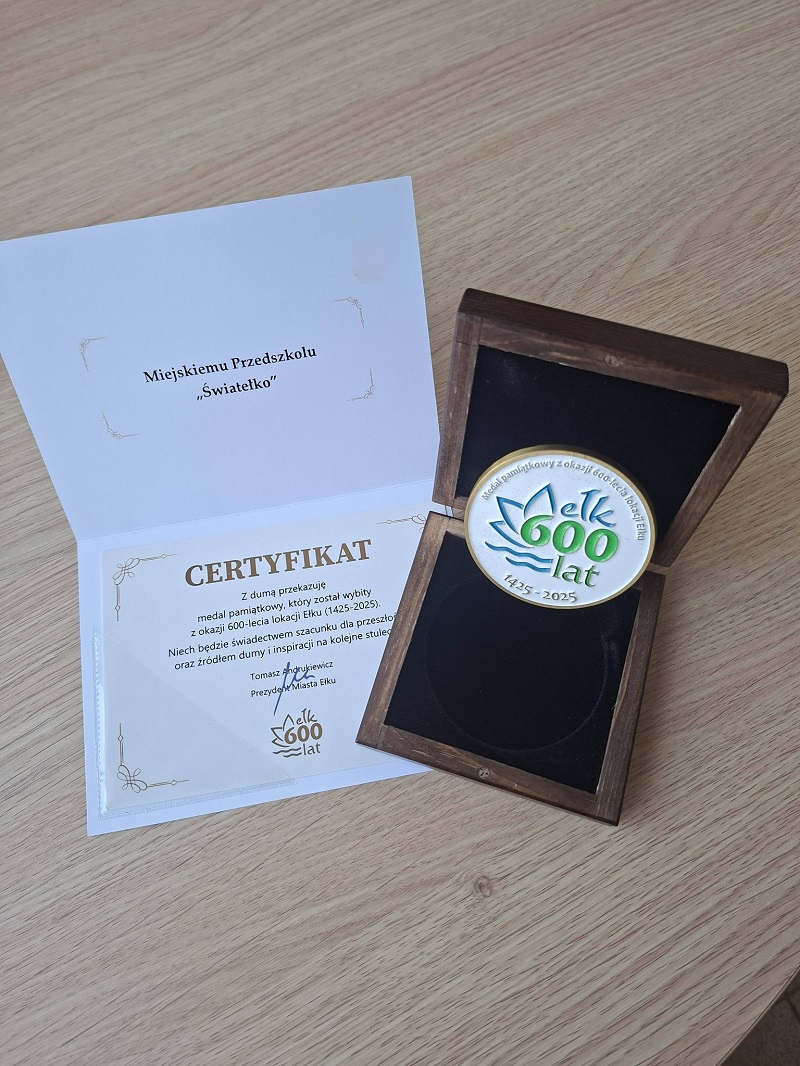 Miejskiemu Przedszkolu
„Światełko”
CERTYFIKAT
Z dumą przekazuję
medal pamiątkowy, który został wybity
z okazji 600-lecia lokacji Ełku (1425-2025).
Niech będzie świadectwem szacunku dla
oraz źródłem dumy i inspiracji na kolejne
Tomasz Andrukiewicz
Prezydent Miasta Ełku
ełk
600
lat
Medal pamiątkowy z okazji 600-lecia lokacji Ełku
ełk
600
lat
1425 - 2025